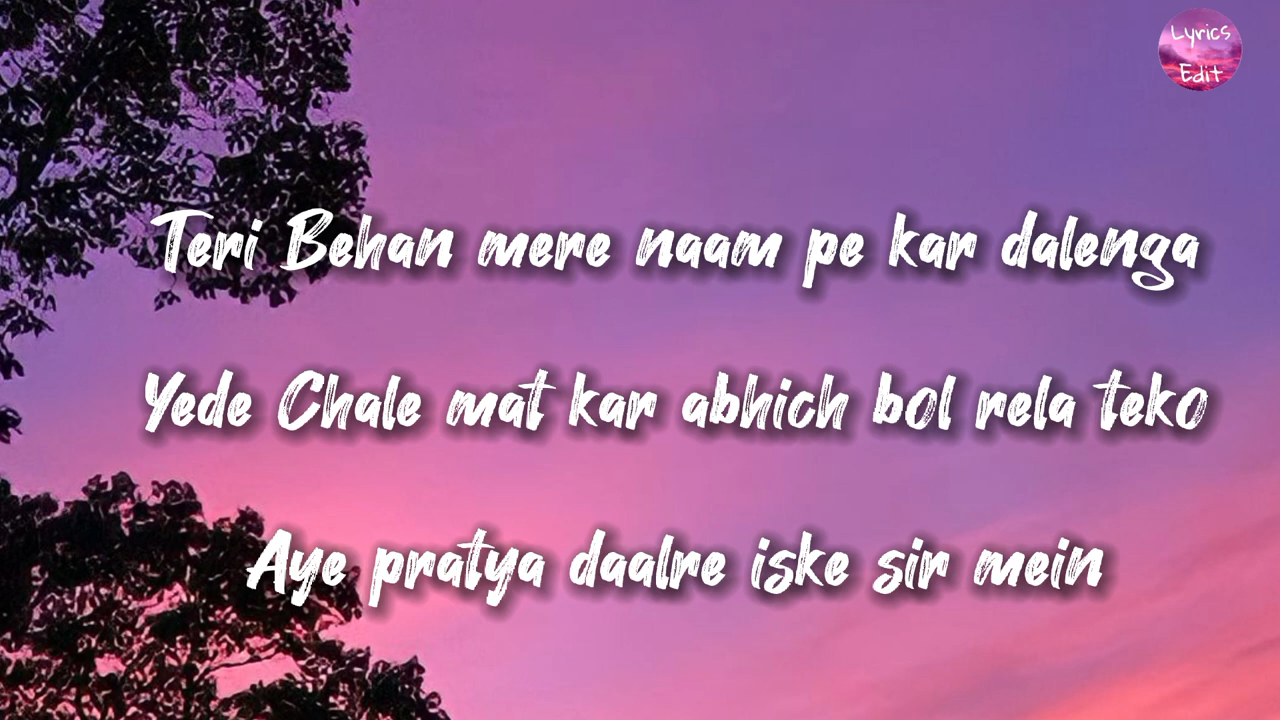 Lyrics
Edit
Teri Behan mere naam pe kar dalenga
Yede Chale mat kar abhich bol rela teko
Aye pratya daalre iske sir mein